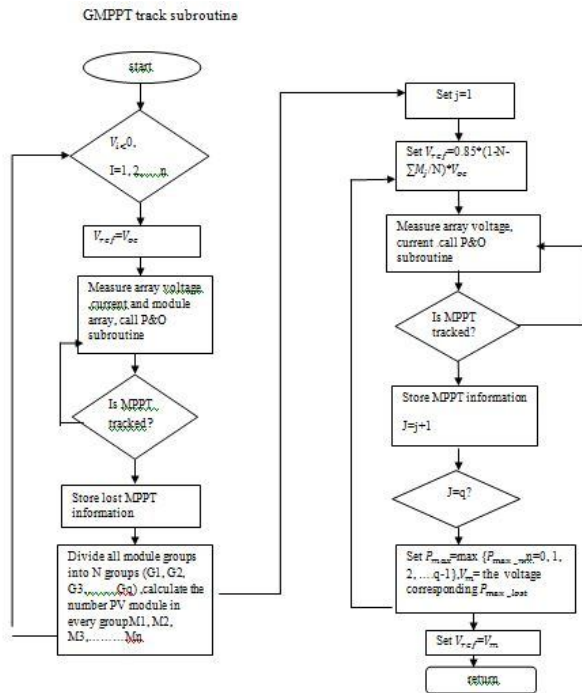 GMPPT track subroutine
start
V_i<0,
I=1, 2,......n
V_ref=V_oc
Measure array voltage
current and module
array, call P&O
subroutine
Is MPPT
tracked?
Store lost MPPT
information
Divide all module groups
into N groups (G1, G2,
G3,........Gq) ,calculate the
number PV module in
every groupM1, M2,
M3,..........Mn
Set j=1
Set V_ref=0.85*(1-N-
∑M_j/N)*V_oc
Measure array voltage,
current .call P&O
subroutine
Is MPPT
tracked?
Store MPPT information
J=j+1
J=q?
Set P_max=max {P_max_n,n=0, 1,
2, ....q-1},V_m= the voltage
corresponding P_max_lost
Set V_ref=V_m
return